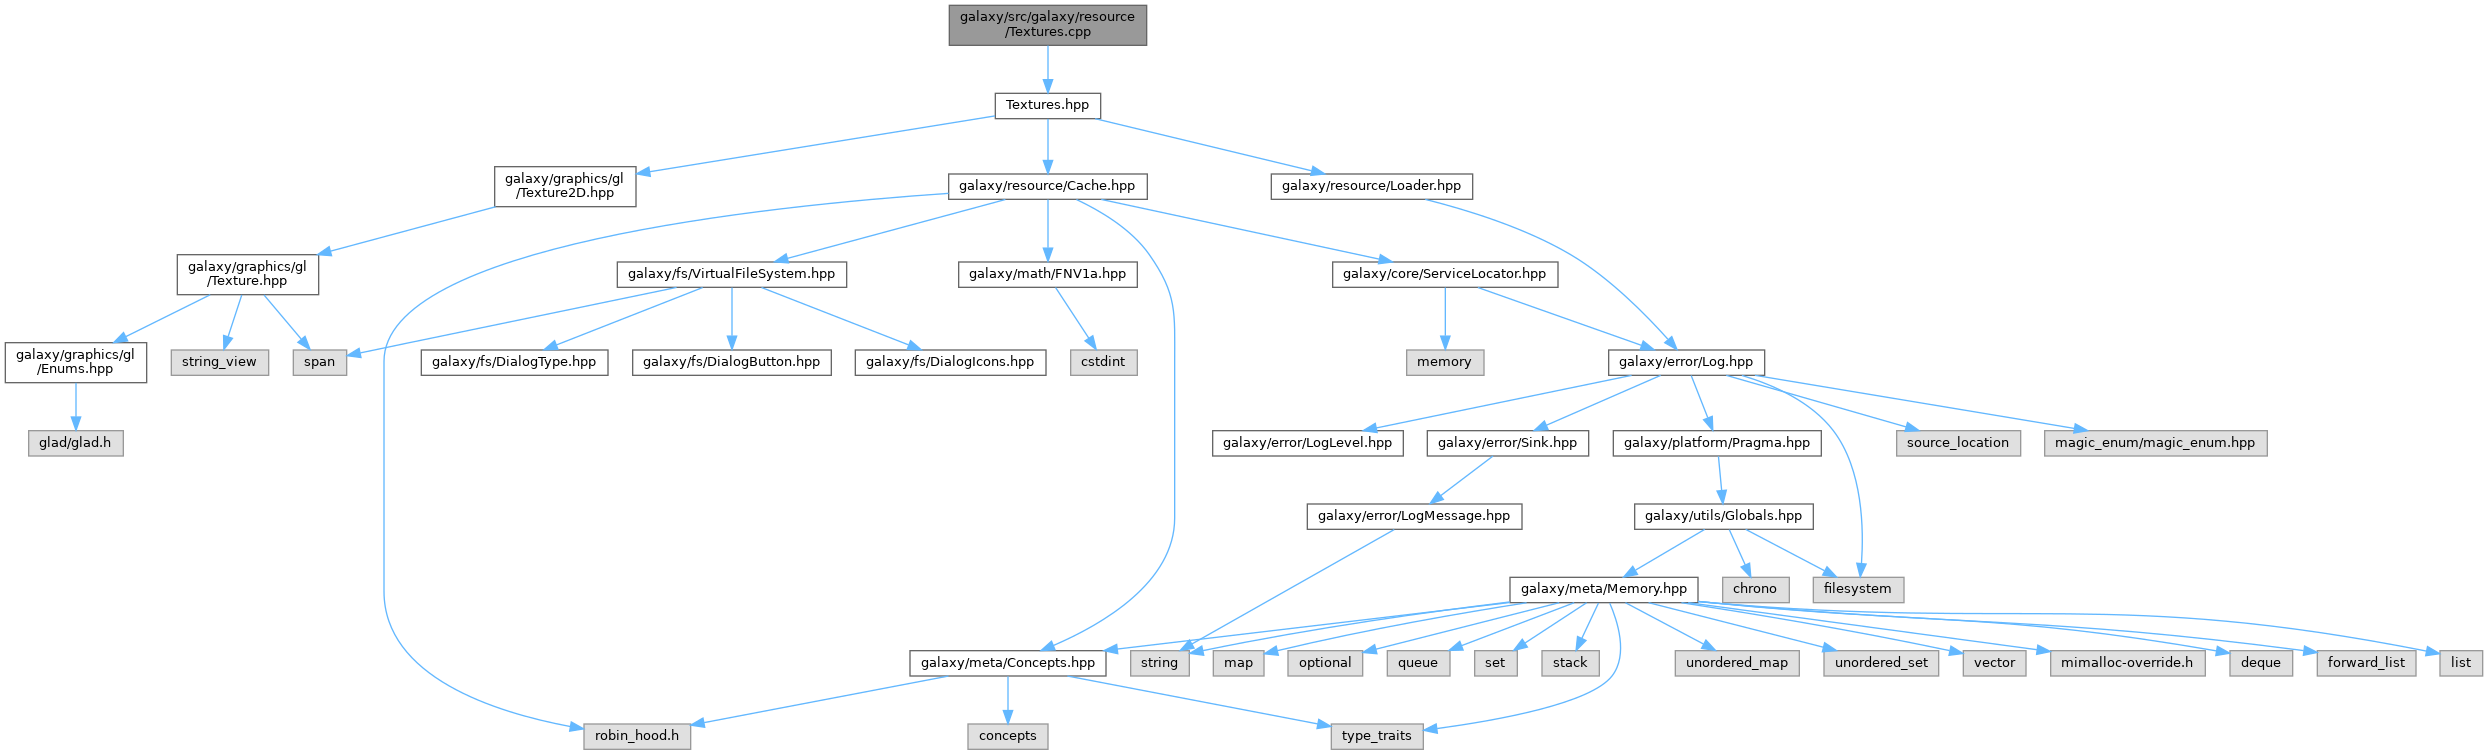 galaxy/src/galaxy/resource
/Textures.cpp
Textures.hpp
galaxy/graphics/gl
/Texture2D.hpp
galaxy/resource/Cache.hpp
galaxy/resource/Loader.hpp
galaxy/graphics/gl
/Texture.hpp
galaxy/fs/VirtualFileSystem.hpp
galaxy/math/FNV1a.hpp
galaxy/core/ServiceLocator.hpp
galaxy/graphics/gl
/Enums.hpp
string_view
span
galaxy/fs/DialogType.hpp
galaxy/fs/DialogButton.hpp
galaxy/fs/DialogIcons.hpp
cstdint
memory
galaxy/error/Log.hpp
glad/glad.h
galaxy/error/LogLevel.hpp
galaxy/error/Sink.hpp
galaxy/platform/Pragma.hpp
source_location
magic_enum/magic_enum.hpp
galaxy/error/LogMessage.hpp
galaxy/utils/Globals.hpp
galaxy/meta/Memory.hpp
chrono
filesystem
galaxy/meta/Concepts.hpp
string
map
optional
queue
set
stack
unordered_map
unordered_set
vector
mimalloc-override.h
deque
forward_list
list
robin_hood.h
concepts
type_traits